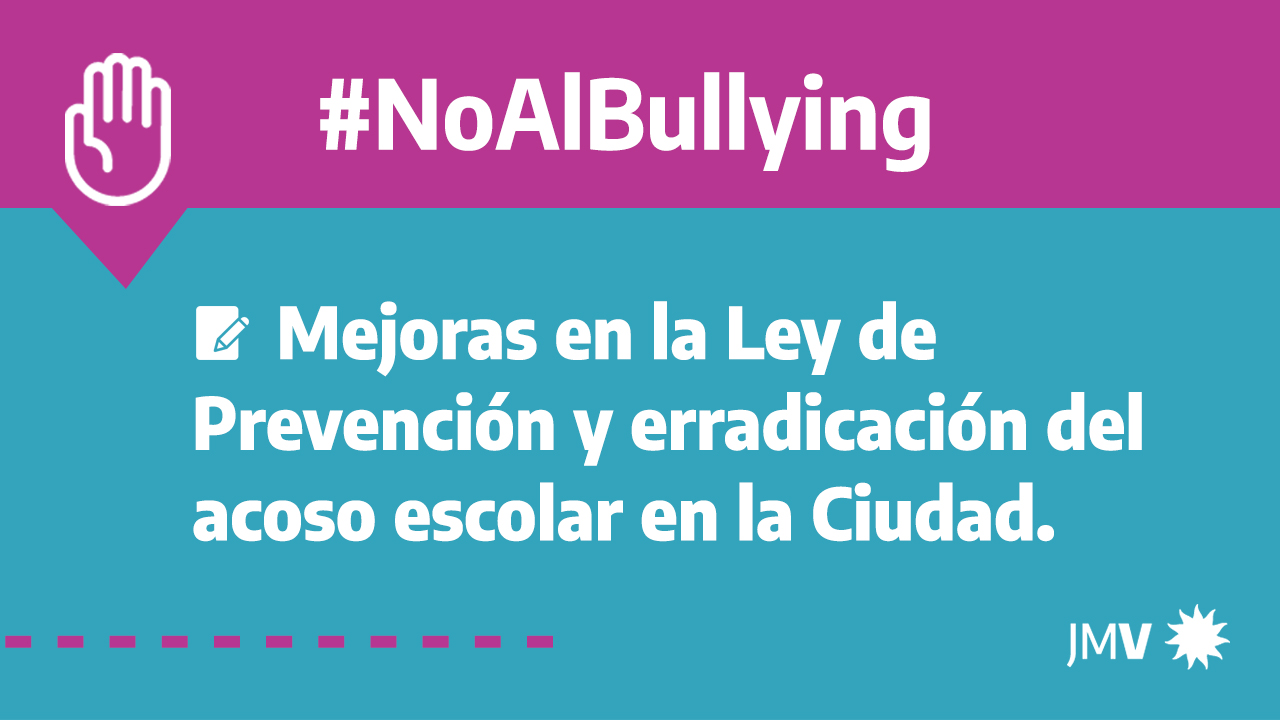 #NoAlBullying
Mejoras en la Ley de
Prevención y erradicación del
acoso escolar en la Ciudad.
JMV